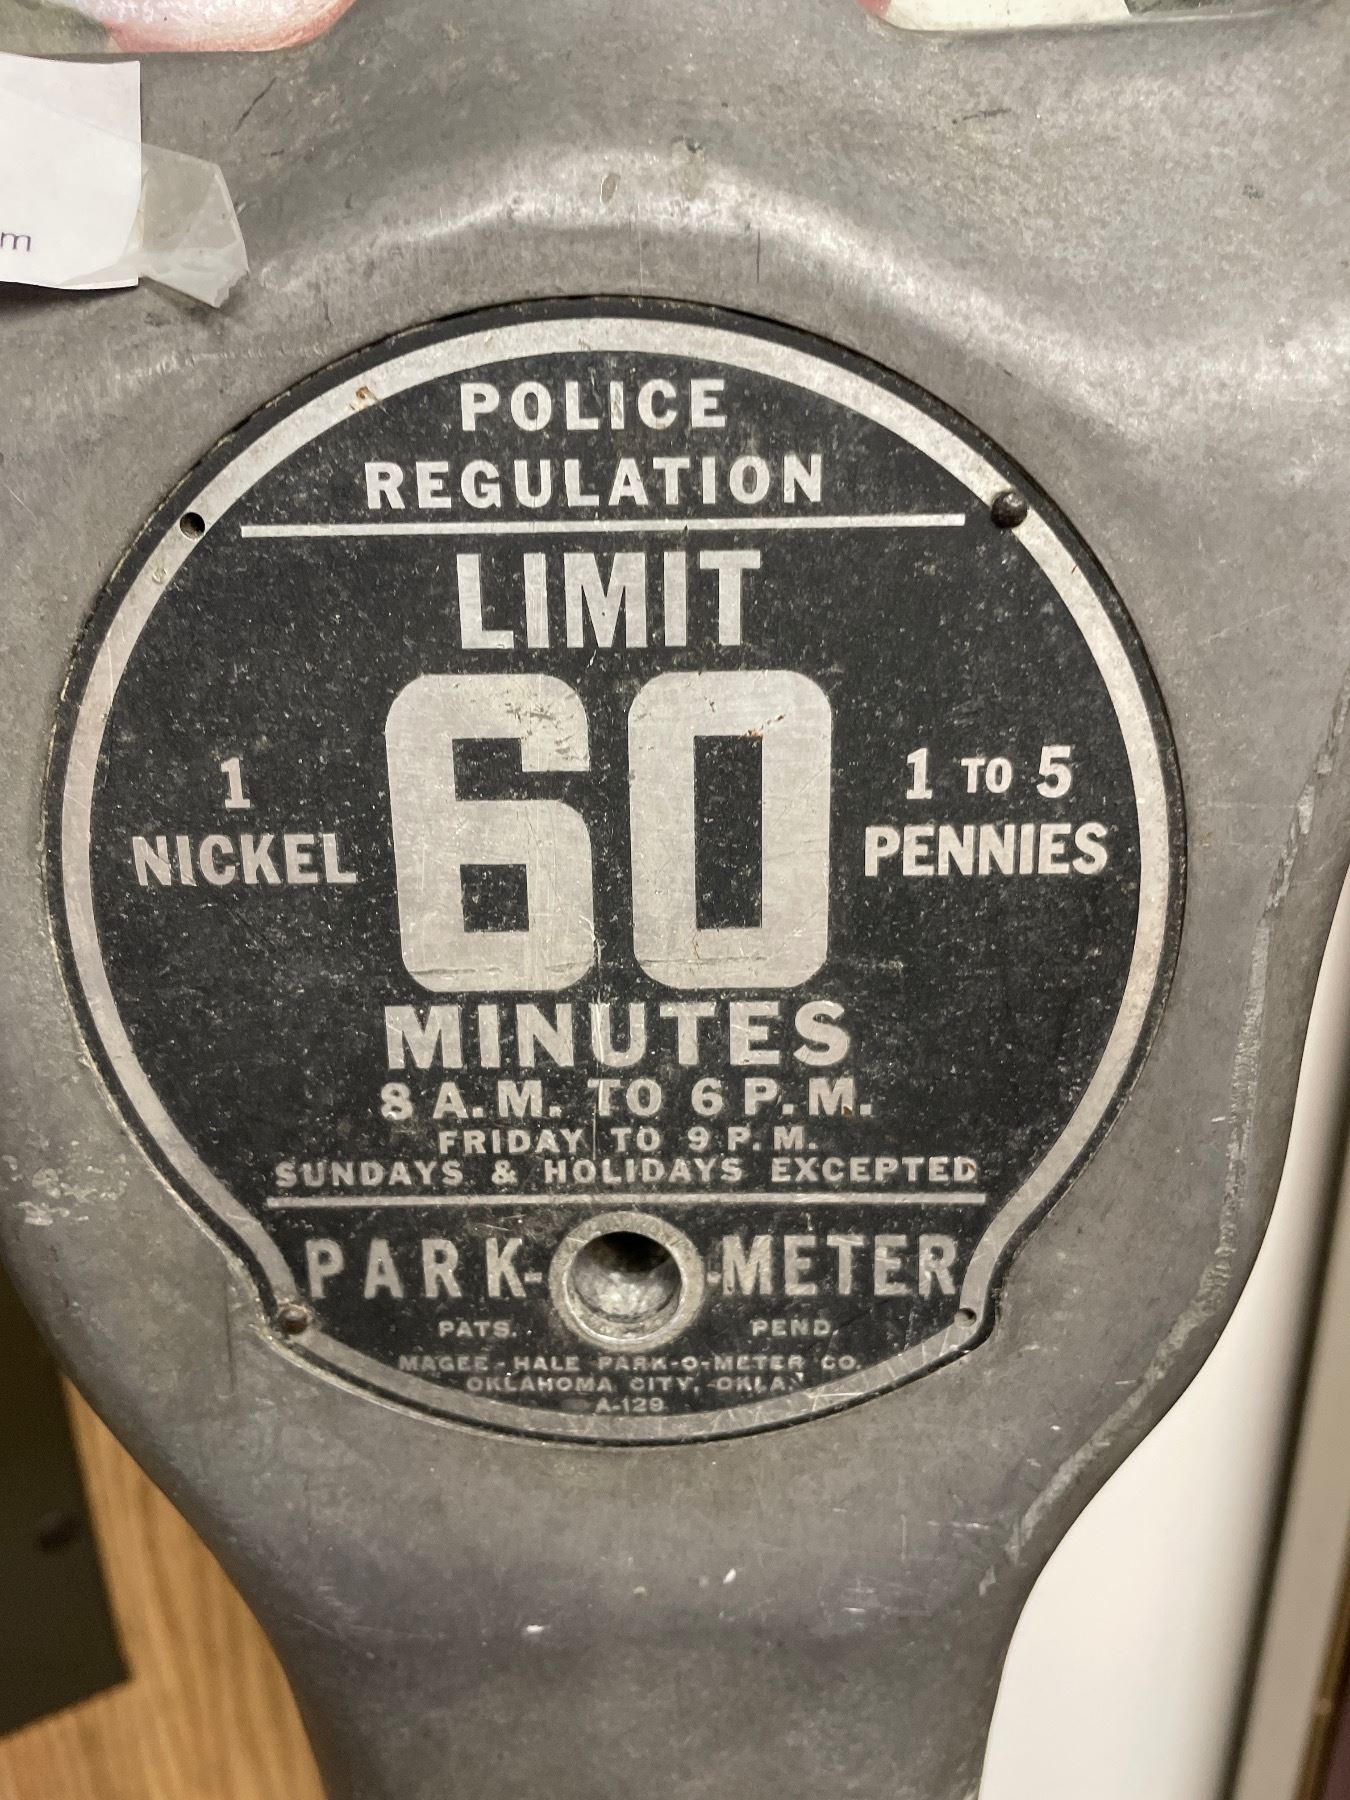 m
POLICE
REGULATION
LIMIT
60
1
NICKEL
1 TO 5
PENNIES
MINUTES
8 A.M. TO 6 P.M.
FRIDAY TO 9 P.M.
SUNDAYS & HOLIDAYS EXCEPTED
PARK-O-METER
PATS. PEND.
MAGEE-HALE PARK-O-METER CO.
OKLAHOMA CITY, OKLA.
A-129